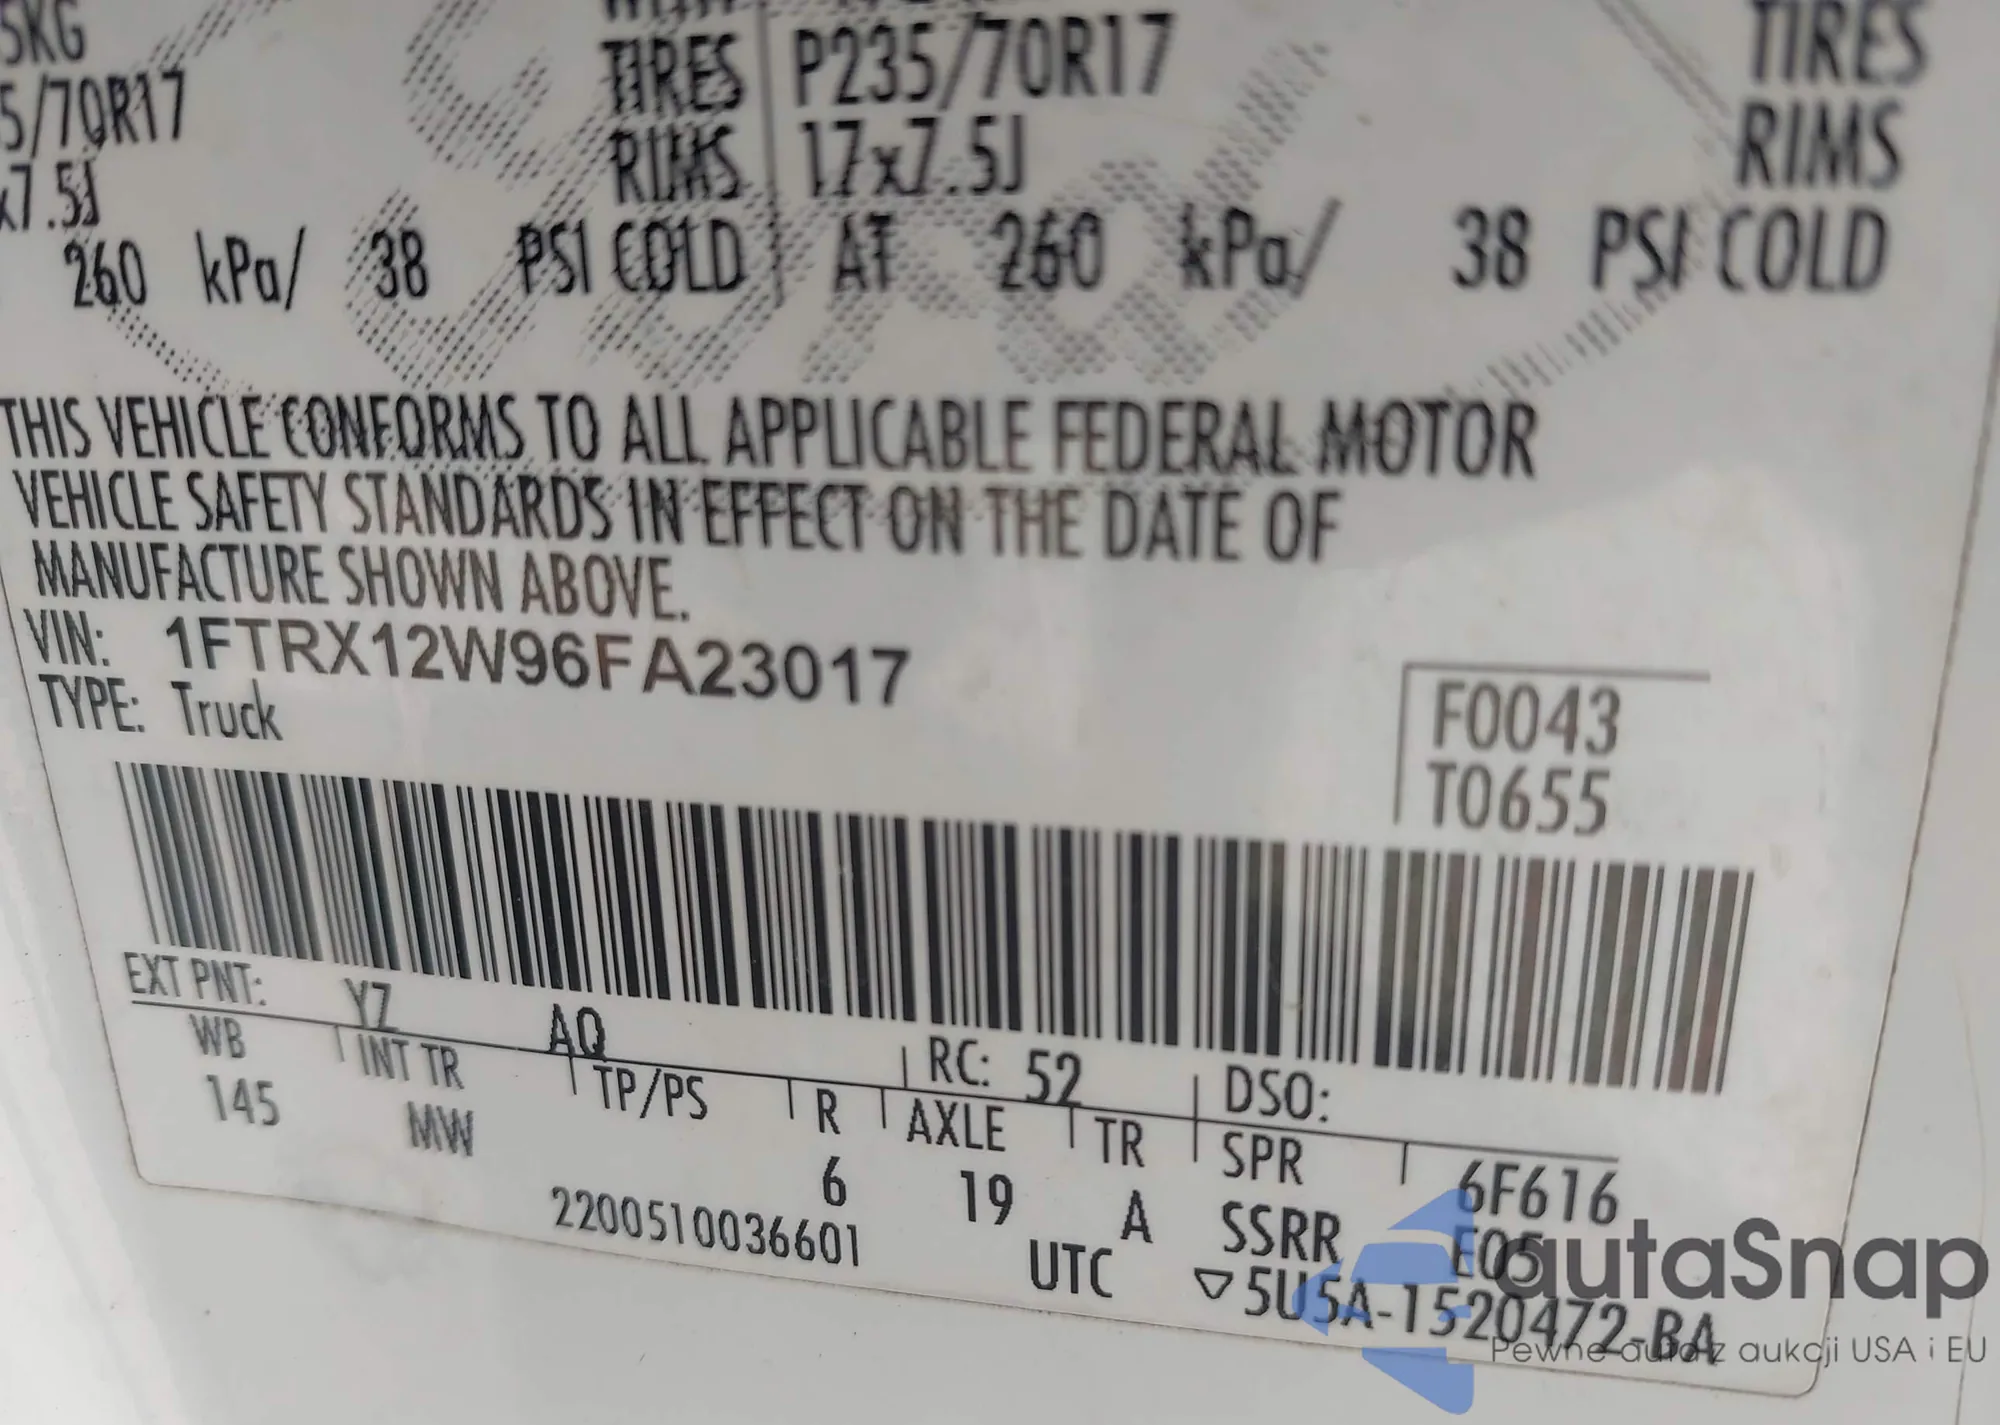 5KG
TIRES P235/70R17 TIRES
5/70R17 RIMS 17x7.5J RIMS
x7.5J
260 kPa/ 38 PSI COLD AT 260 kPa/ 38 PSI COLD
THIS VEHICLE CONFORMS TO ALL APPLICABLE FEDERAL MOTOR
VEHICLE SAFETY STANDARDS IN EFFECT ON THE DATE OF
MANUFACTURE SHOWN ABOVE.
VIN: 1FTRX12W96FA23017
TYPE: Truck
F0043
T0655
EXT PNT: YZ AQ RC: 52 DSO:
WB INT TR TP/PS R AXLE TR SPR 6F616
145 MW 6 19 A SSRR E05
2200510036601 UTC ▽5U5A-1520472-BA
autaSnap
Pewne auta z aukcji USA i EU